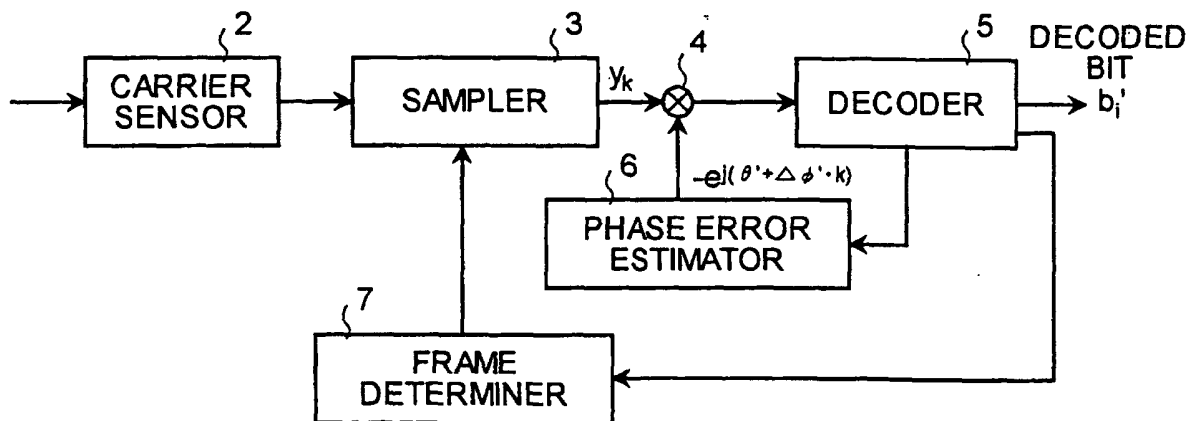 2
3
4
5
DECODED
BIT
bᵢ'
CARRIER
SENSOR
SAMPLER
yₖ
DECODER
6
–ej(θ'+△φ'·k)
PHASE ERROR
ESTIMATOR
7
FRAME
DETERMINER